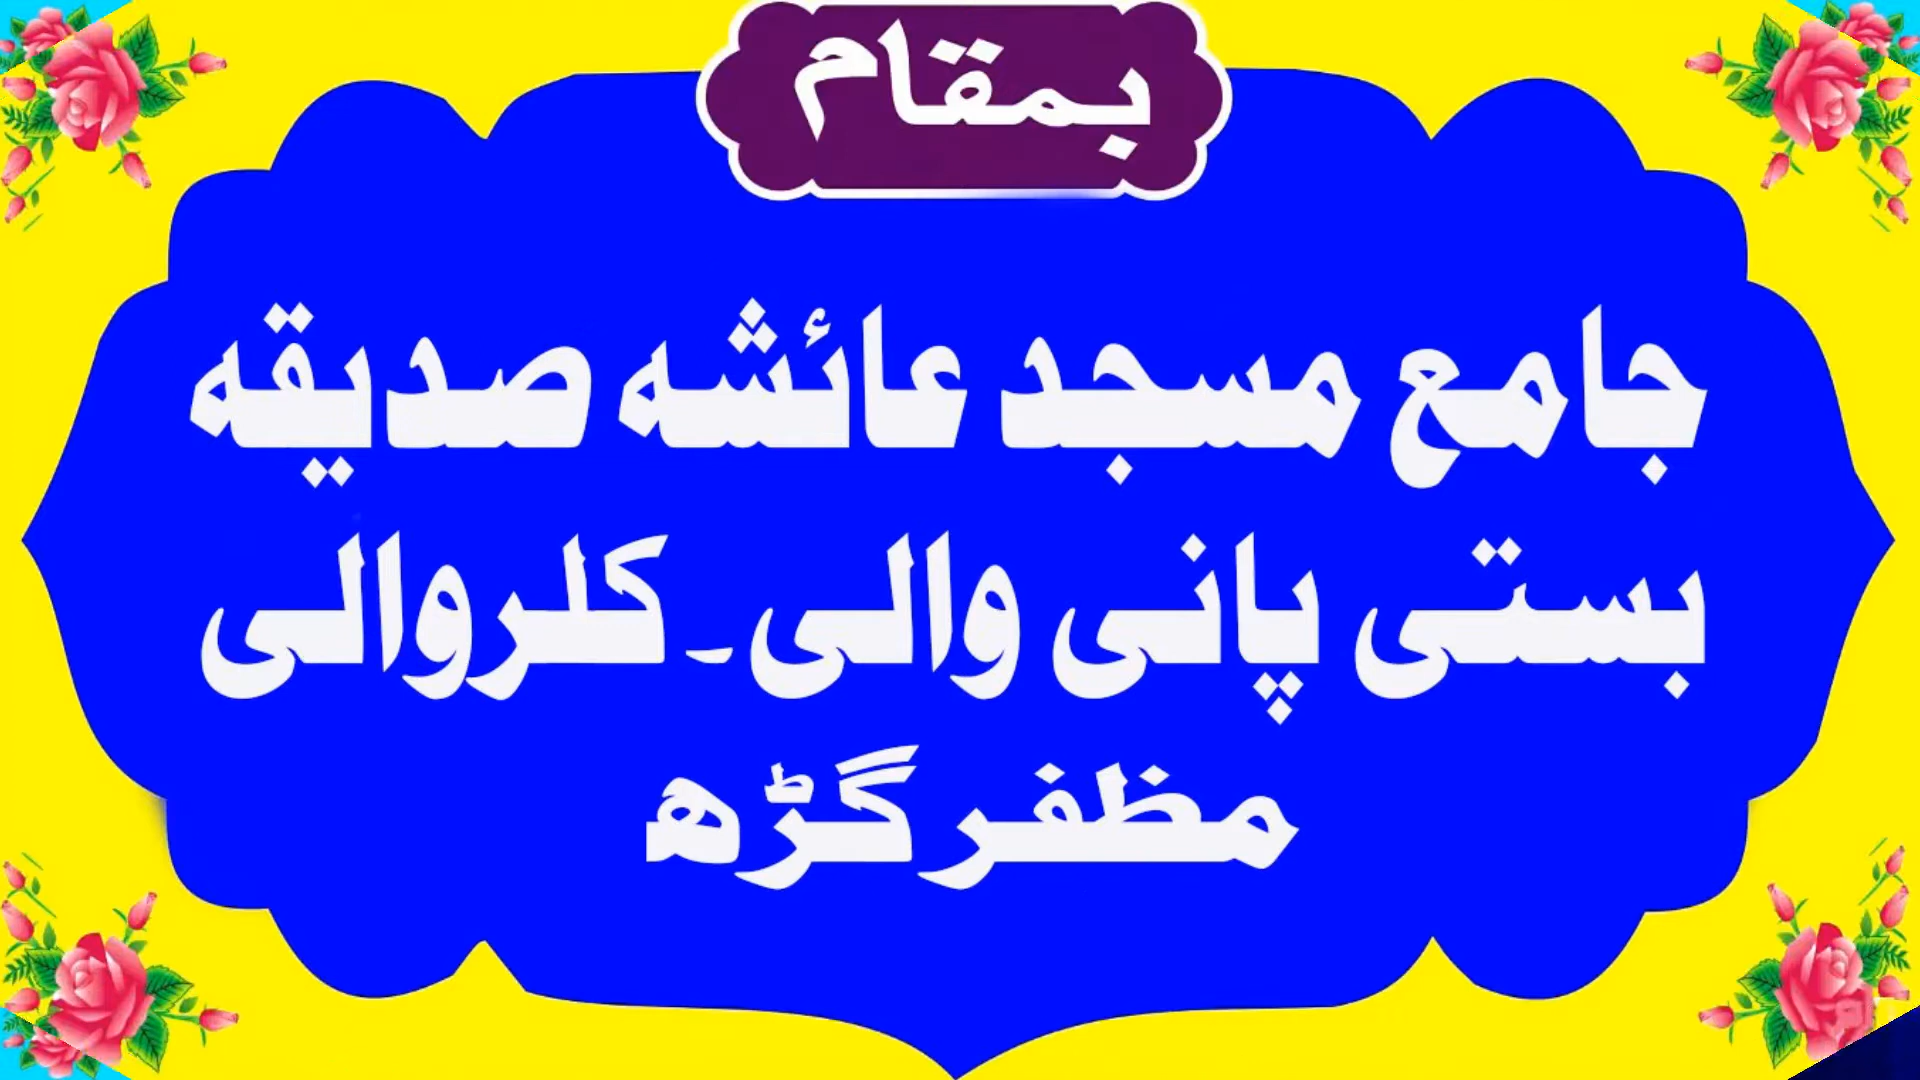 بمقام
جامع مسجد عائشہ صدیقہ
بستی پانی والی۔کلروالی
مظفرگڑھ